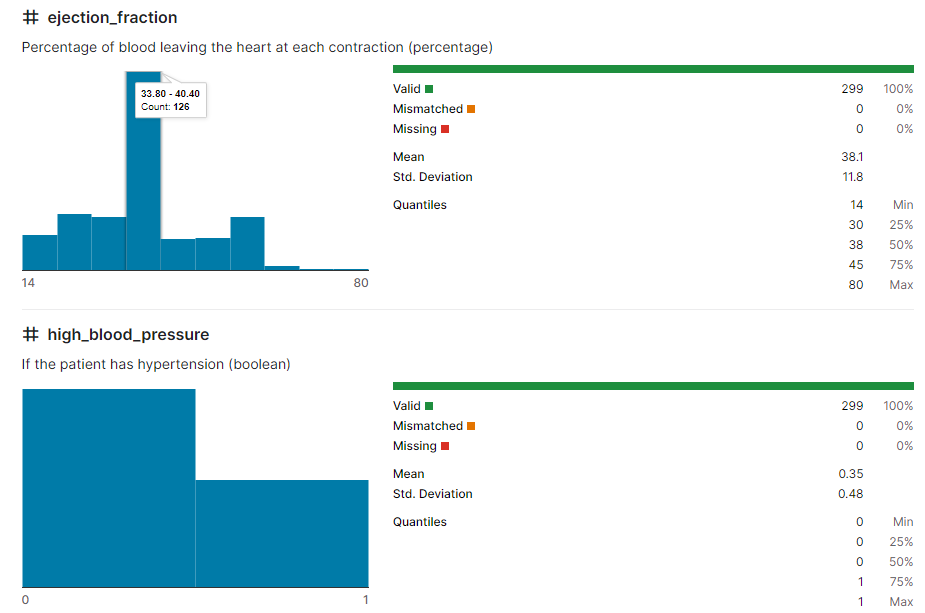 # ejection_fraction
Percentage of blood leaving the heart at each contraction (percentage)
33.80 - 40.40
Count: 126
14 80
Valid 299 100%
Mismatched 0 0%
Missing 0 0%
Mean 38.1
Std. Deviation 11.8
Quantiles 14 Min
30 25%
38 50%
45 75%
80 Max
# high_blood_pressure
If the patient has hypertension (boolean)
0 1
Valid 299 100%
Mismatched 0 0%
Missing 0 0%
Mean 0.35
Std. Deviation 0.48
Quantiles 0 Min
0 25%
0 50%
1 75%
1 Max